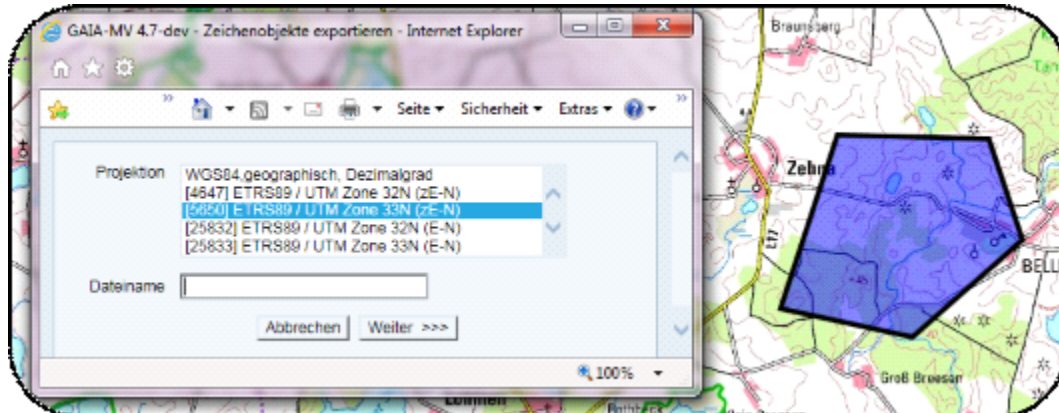 GAIA-MV 4.7-dev - Zeichenobjekte exportieren - Internet Explorer
Seite Sicherheit Extras
Projektion
WGS84,geographisch, Dezimalgrad
[4647] ETRS89 / UTM Zone 32N (zE-N)
[5650] ETRS89 / UTM Zone 33N (zE-N)
[25832] ETRS89 / UTM Zone 32N (E-N)
[25833] ETRS89 / UTM Zone 33N (E-N)
Dateiname
Abbrechen Weiter >>>
100%
Braunsberg
Zehna
L17
BELL
Groß Breesen